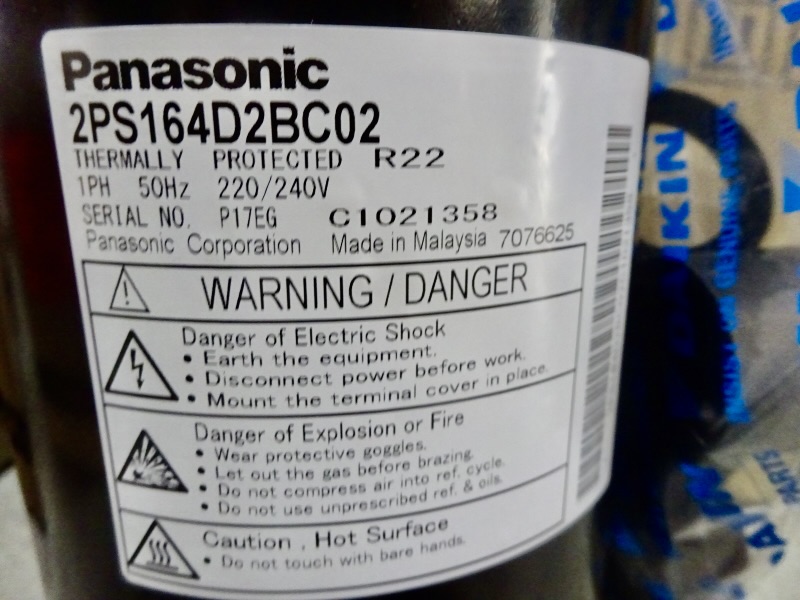 Panasonic
2PS164D2BC02
THERMALLY PROTECTED R22
1PH 50Hz 220/240V
SERIAL NO. P17EG C1021358
Panasonic Corporation Made in Malaysia 7076625
WARNING / DANGER
Danger of Electric Shock
• Earth the equipment.
• Disconnect power before work.
• Mount the terminal cover in place.
Danger of Explosion or Fire
• Wear protective goggles.
• Let out the gas before brazing.
• Do not compress air into ref. cycle.
• Do not use unprescribed ref. & oils.
Caution , Hot Surface
• Do not touch with bare hands.
PARTS